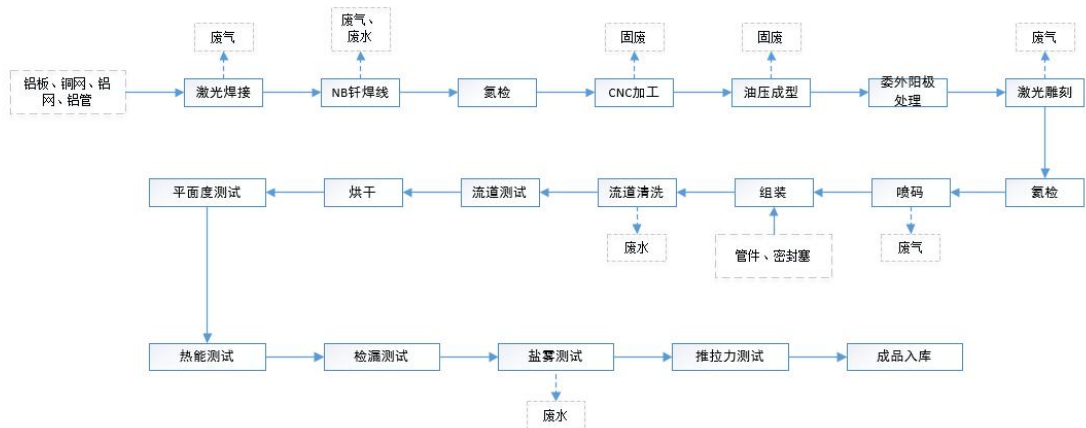 废气
废气、
废水
固废
固废
废气
铝板、铜网、铝
网、铝管
激光焊接
NB钎焊线
氦检
CNC加工
油压成型
委外阳极
处理
激光雕刻
平面度测试
烘干
流道测试
流道清洗
组装
喷码
氦检
废水
管件、密封塞
废气
热能测试
检漏测试
盐雾测试
推拉力测试
成品入库
废水